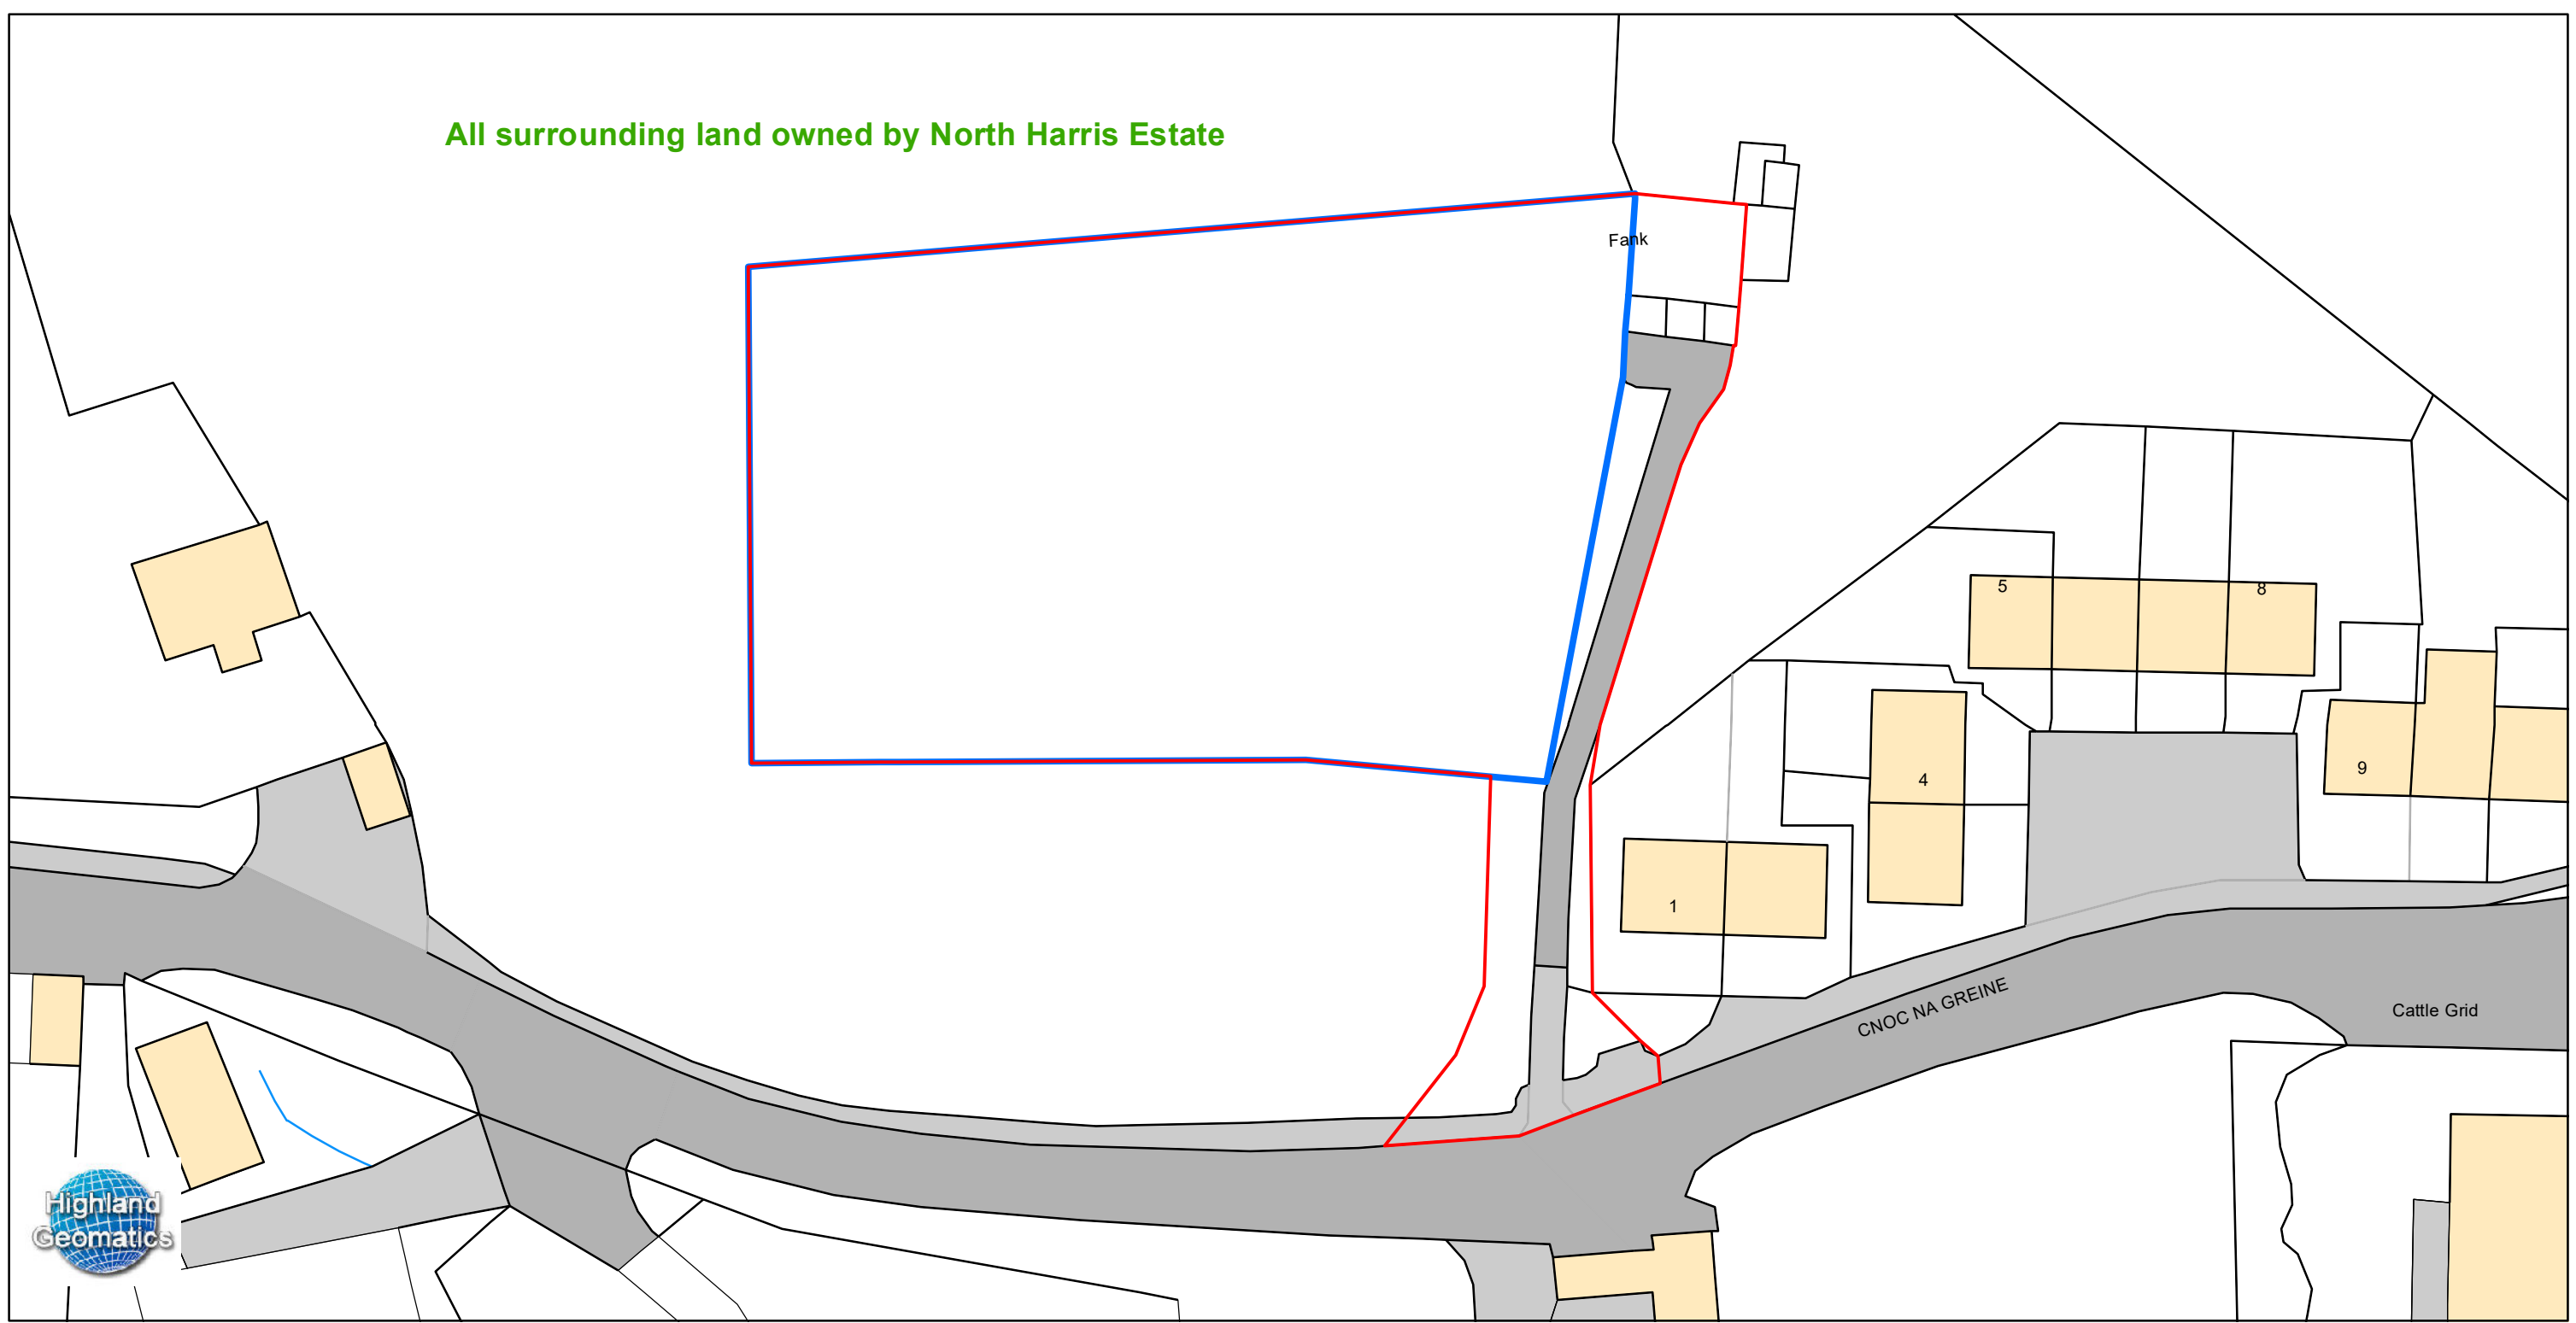 All surrounding land owned by North Harris Estate
Fank
5
8
4
9
1
CNOC NA GREINE
Cattle Grid
Highland
Geomatics